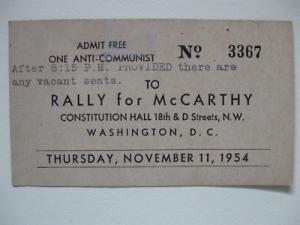 ADMIT FREE
ONE ANTI-COMMUNIST
Nº 3367
After 8:15 P.M. PROVIDED there are
any vacant seats.
TO
RALLY for McCARTHY
CONSTITUTION HALL 18th & D Streets, N.W.
WASHINGTON, D. C.
THURSDAY, NOVEMBER 11, 1954